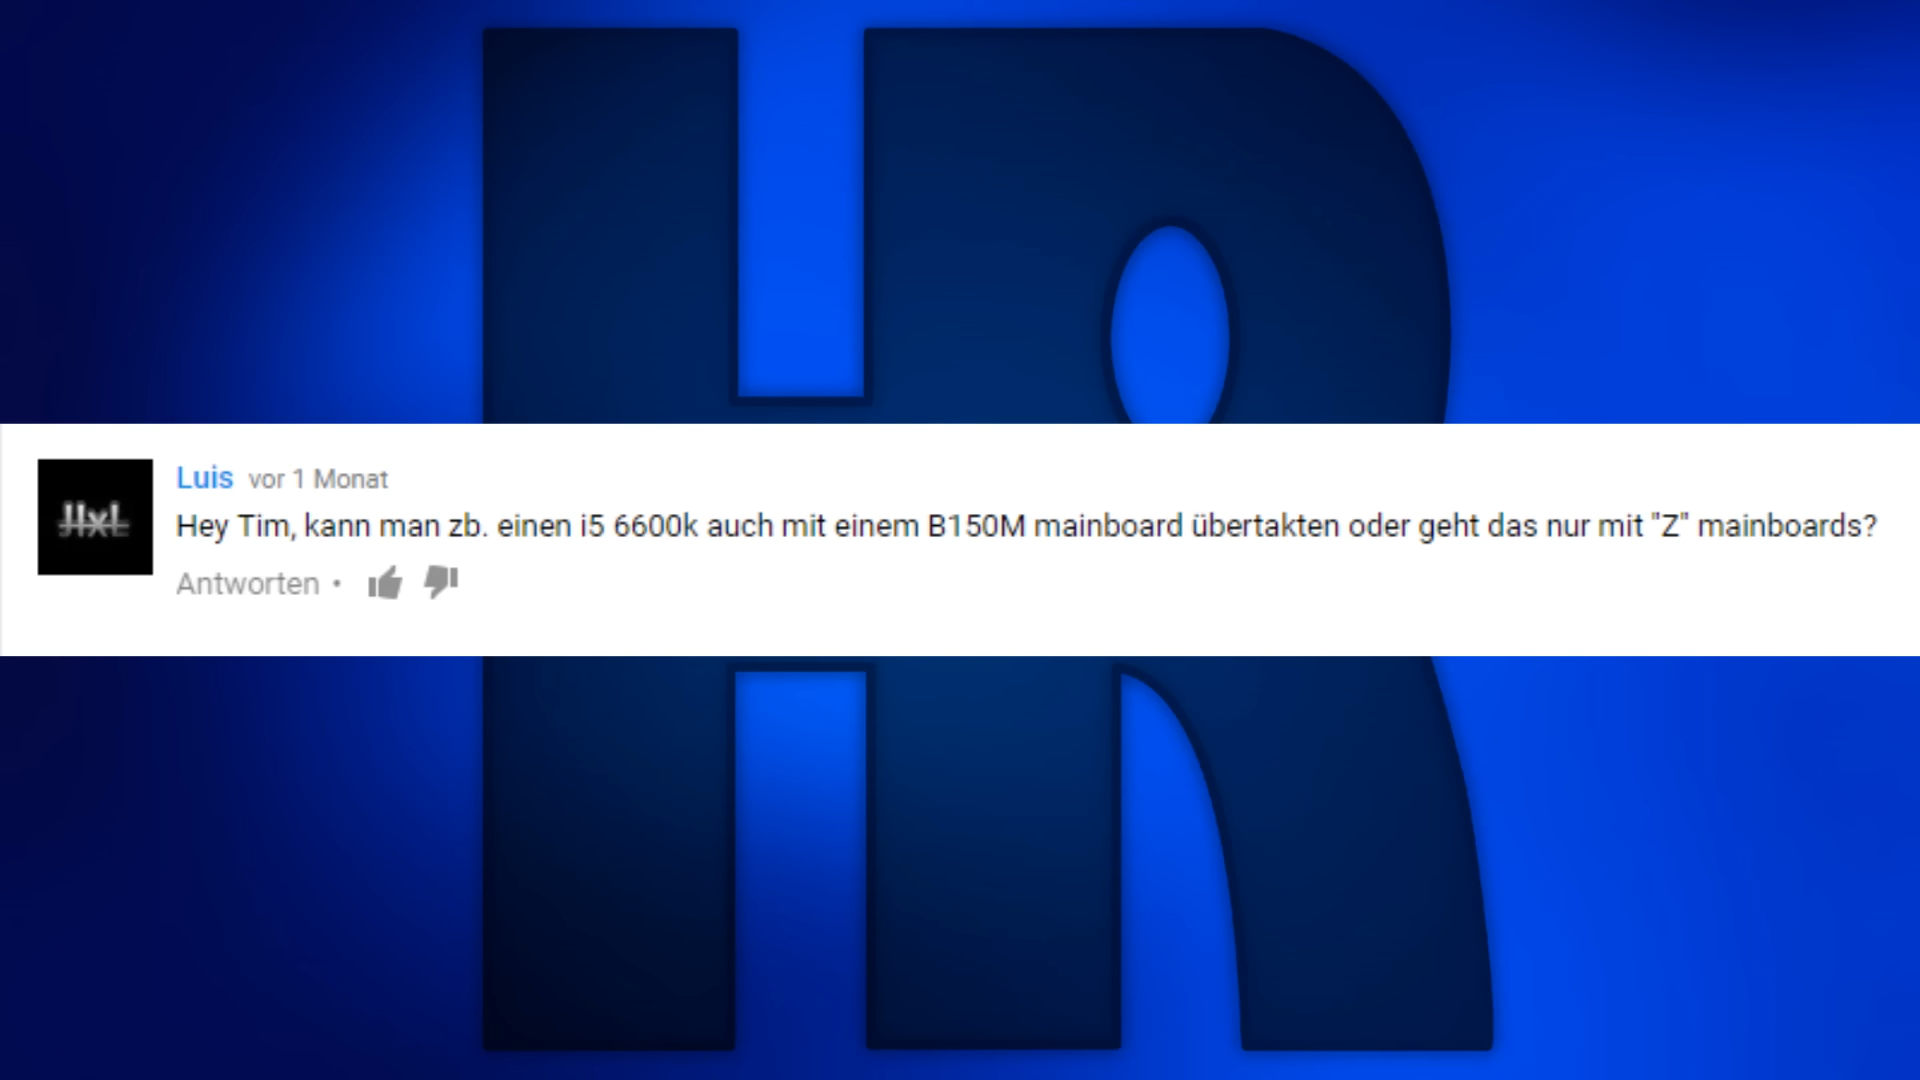 HR
Luis vor 1 Monat
Hey Tim, kann man zb. einen i5 6600k auch mit einem B150M mainboard übertakten oder geht das nur mit "Z" mainboards?
Antworten •